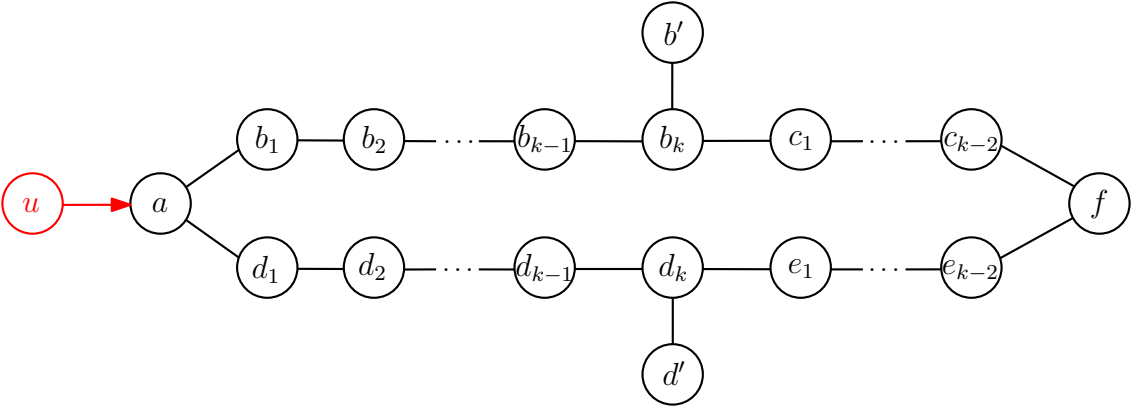 b′
b₁ b₂ ⋯ bₖ₋₁ bₖ c₁ ⋯ cₖ₋₂
u a f
d₁ d₂ ⋯ dₖ₋₁ dₖ e₁ ⋯ eₖ₋₂
d′